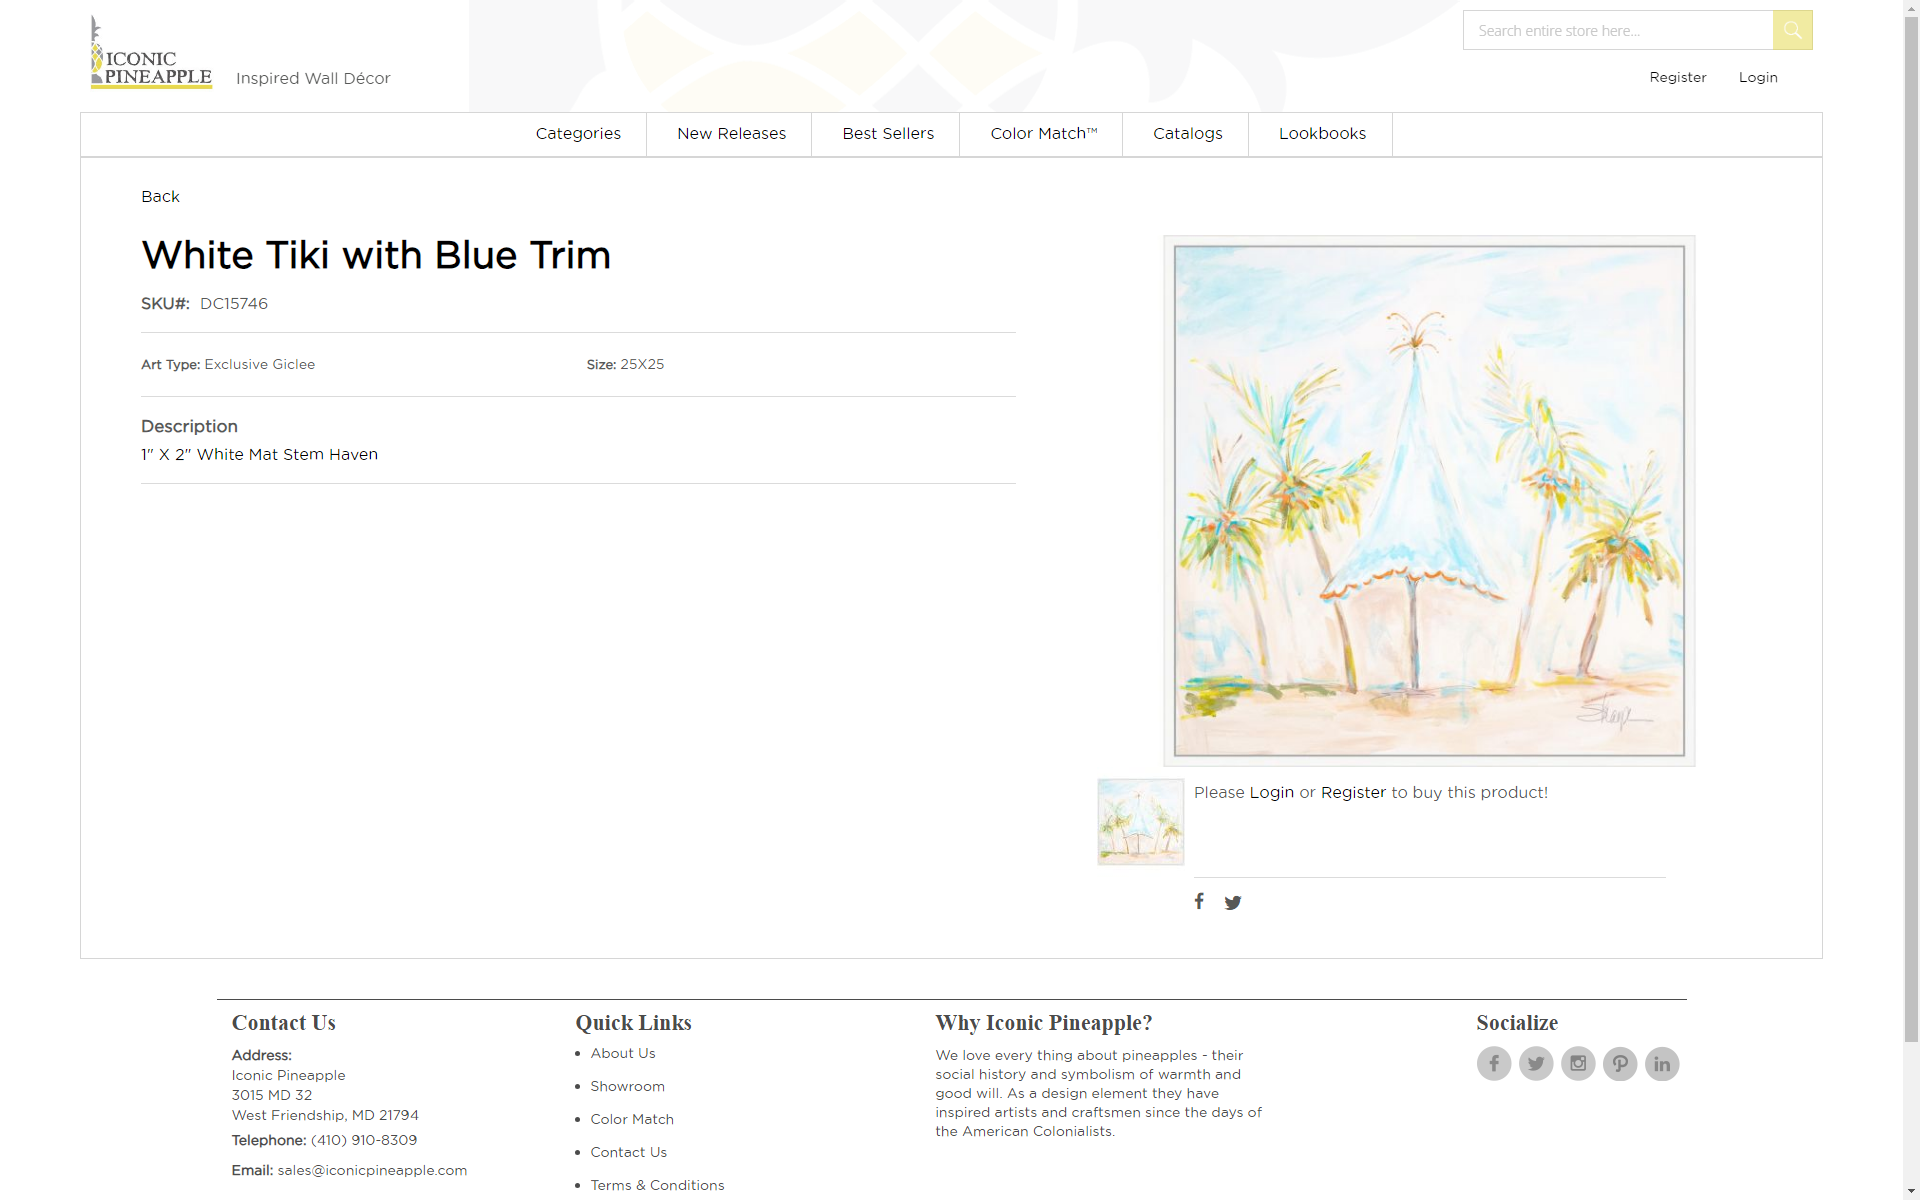 ICONIC
PINEAPPLE
Inspired Wall Décor
Search entire store here...
Register
Login
Categories
New Releases
Best Sellers
Color Match™
Catalogs
Lookbooks
Back
White Tiki with Blue Trim
SKU#: DC15746
Art Type: Exclusive Giclee
Size: 25X25
Description
1" X 2" White Mat Stem Haven
Please Login or Register to buy this product!
Contact Us
Address:
Iconic Pineapple
3015 MD 32
West Friendship, MD 21794
Telephone: (410) 910-8309
Email: sales@iconicpineapple.com
Quick Links
About Us
Showroom
Color Match
Contact Us
Terms & Conditions
Why Iconic Pineapple?
We love every thing about pineapples - their
social history and symbolism of warmth and
good will. As a design element they have
inspired artists and craftsmen since the days of
the American Colonialists.
Socialize